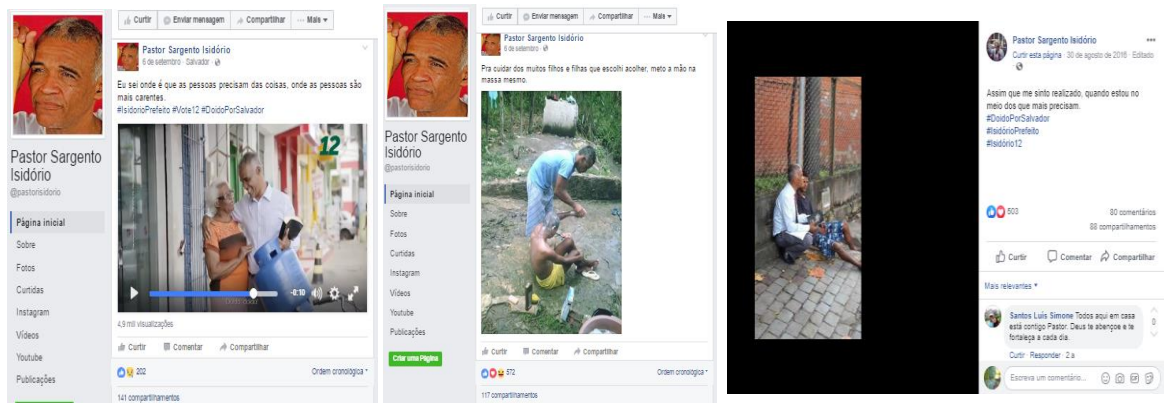 Curtir Enviar mensagem Compartilhar ··· Mais
Pastor Sargento Isidório
6 de setembro · Salvador ·
Eu sei onde é que as pessoas precisam das coisas, onde as pessoas são
mais carentes.
#IsidorioPrefeito #Vote12 #DoidoPorSalvador
12
-0:10
4,9 mil visualizações
Curtir Comentar Compartilhar
202 Ordem cronológica
141 compartilhamentos
Pastor Sargento
Isidório
@pastorisidorio
Página inicial
Sobre
Fotos
Curtidas
Instagram
Vídeos
Youtube
Publicações
Curtir Enviar mensagem Compartilhar ··· Mais
Pastor Sargento Isidório
6 de setembro ·
Pra cuidar dos muitos filhos e filhas que escolhi acolher, meto a mão na
massa mesmo.
Curtir Comentar Compartilhar
572 Ordem cronológica
117 compartilhamentos
Pastor Sargento
Isidório
@pastorisidorio
Página inicial
Sobre
Fotos
Curtidas
Instagram
Vídeos
Youtube
Publicações
Criar uma Página
Pastor Sargento Isidório
Curtir esta página · 30 de agosto de 2016 · Editado
Assim que me sinto realizado, quando estou no
meio dos que mais precisam.
#DoidoPorSalvador
#IsidórioPrefeito
#Isidório12
503 80 comentários
88 compartilhamentos
Curtir Comentar Compartilhar
Mais relevantes
Santos Luis Simone Todos aqui em casa
está contigo Pastor. Deus te abençoe e te
fortaleça a cada dia.
0
Curtir · Responder · 2 a
Escreva um comentário...